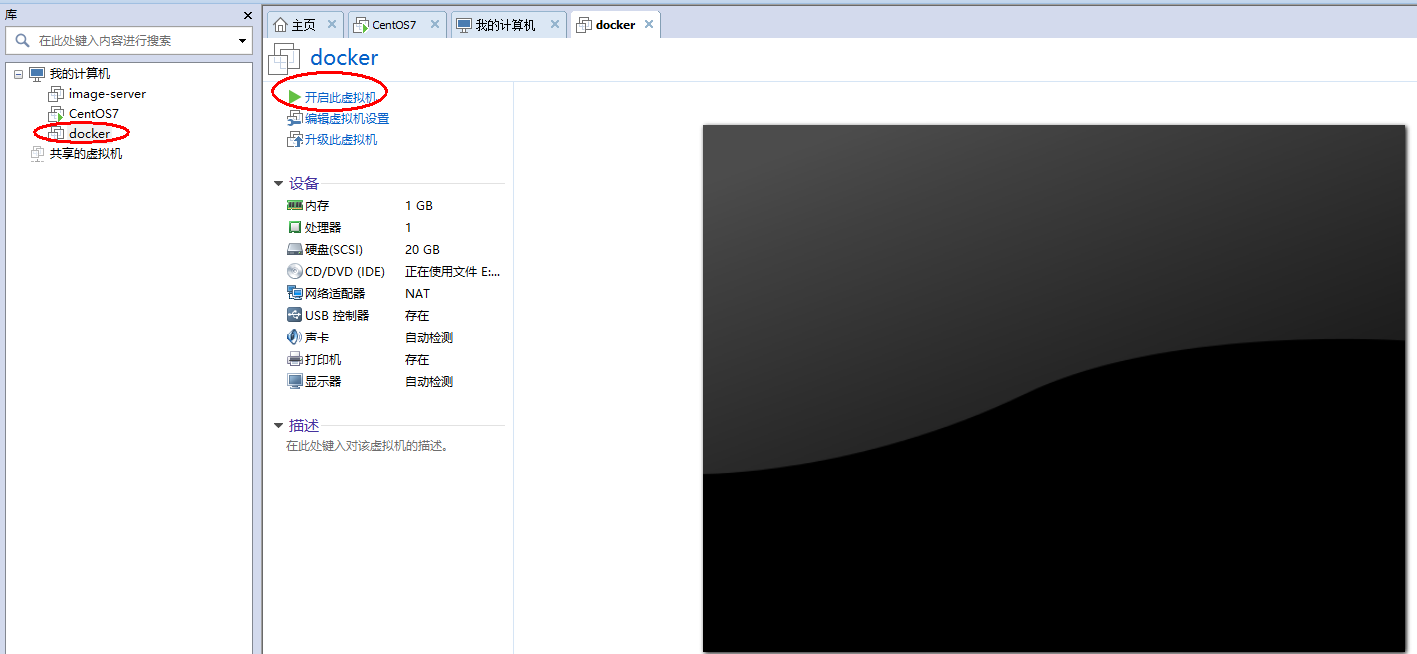 库
在此处键入内容进行搜索
我的计算机
image-server
CentOS7
docker
共享的虚拟机
主页 CentOS7 我的计算机 docker
docker
开启此虚拟机
编辑虚拟机设置
升级此虚拟机
设备
内存 1 GB
处理器 1
硬盘(SCSI) 20 GB
CD/DVD (IDE) 正在使用文件 E:...
网络适配器 NAT
USB 控制器 存在
声卡 自动检测
打印机 存在
显示器 自动检测
描述
在此处键入对该虚拟机的描述。